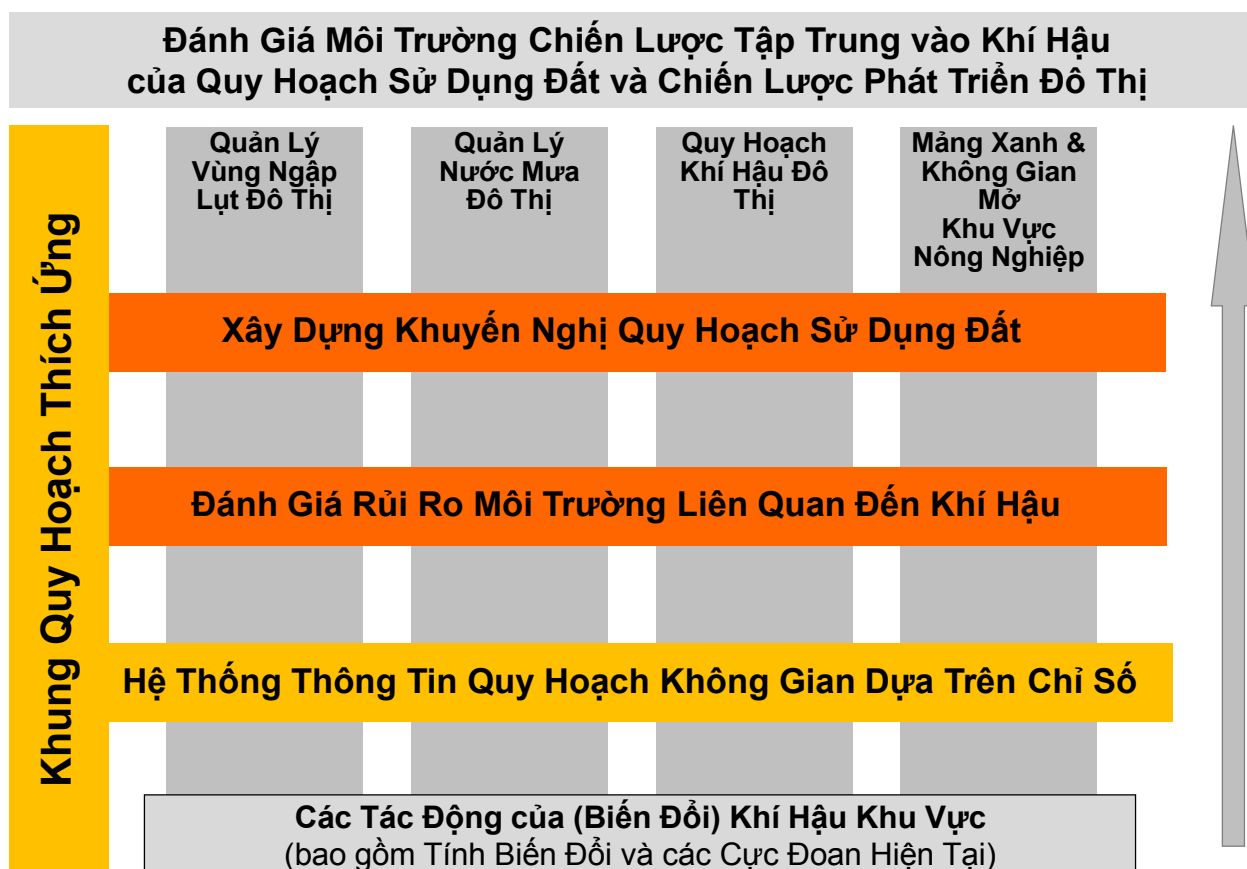 Đánh Giá Môi Trường Chiến Lược Tập Trung vào Khí Hậu
của Quy Hoạch Sử Dụng Đất và Chiến Lược Phát Triển Đô Thị
Khung Quy Hoạch Thích Ứng
Quản Lý
Vùng Ngập
Lụt Đô Thị
Quản Lý
Nước Mưa
Đô Thị
Quy Hoạch
Khí Hậu Đô
Thị
Mảng Xanh &
Không Gian
Mở
Khu Vực
Nông Nghiệp
Xây Dựng Khuyến Nghị Quy Hoạch Sử Dụng Đất
Đánh Giá Rủi Ro Môi Trường Liên Quan Đến Khí Hậu
Hệ Thống Thông Tin Quy Hoạch Không Gian Dựa Trên Chỉ Số
Các Tác Động của (Biến Đổi) Khí Hậu Khu Vực
(bao gồm Tính Biến Đổi và các Cực Đoan Hiện Tại)